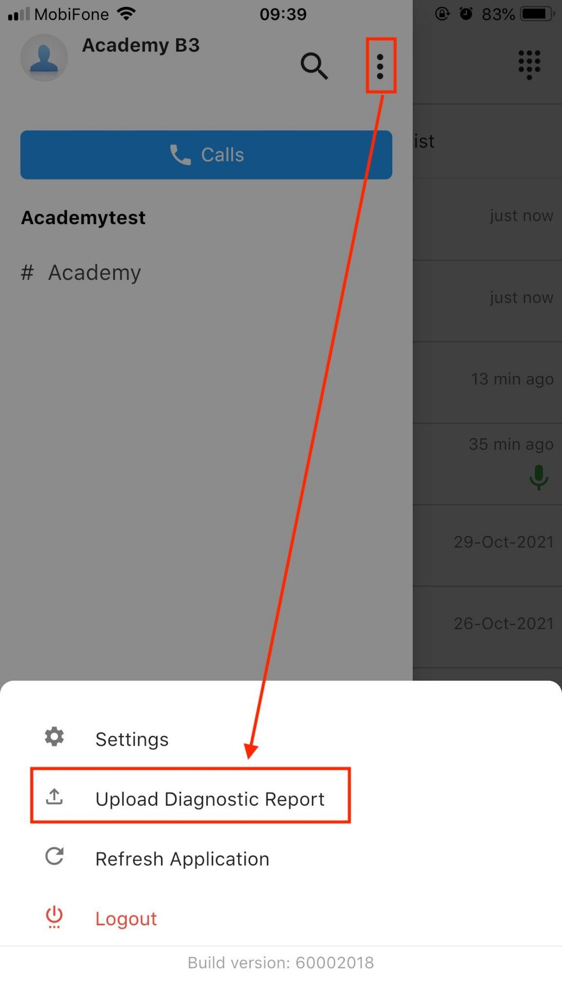 MobiFone 09:39 83%
Academy B3
Calls
ist
Academytest
just now
# Academy
just now
13 min ago
35 min ago
29-Oct-2021
26-Oct-2021
Settings
Upload Diagnostic Report
Refresh Application
Logout
Build version: 60002018